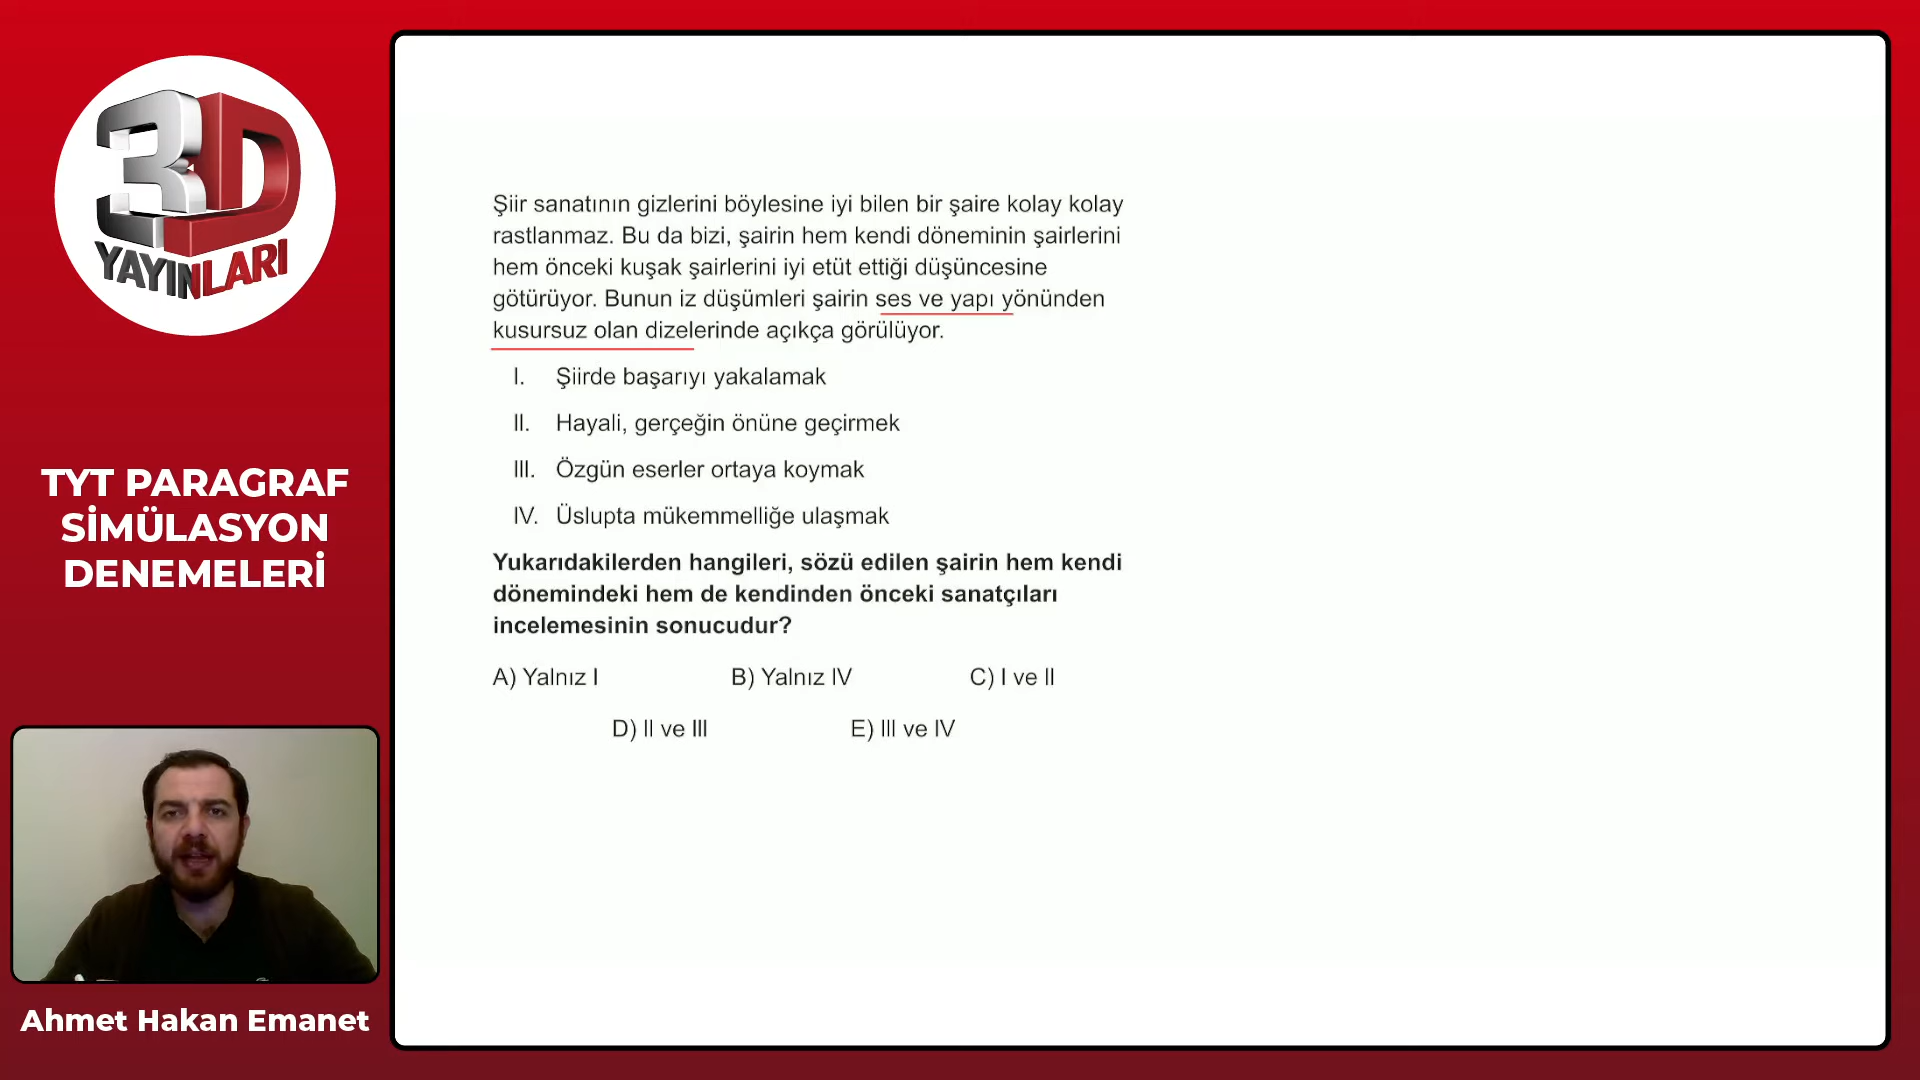 3D
YAYINLARI
TYT PARAGRAF
SİMÜLASYON
DENEMELERİ
Ahmet Hakan Emanet
Şiir sanatının gizlerini böylesine iyi bilen bir şaire kolay kolay
rastlanmaz. Bu da bizi, şairin hem kendi döneminin şairlerini
hem önceki kuşak şairlerini iyi etüt ettiği düşüncesine
götürüyor. Bunun iz düşümleri şairin ses ve yapı yönünden
kusursuz olan dizelerinde açıkça görülüyor.
I. Şiirde başarıyı yakalamak
II. Hayali, gerçeğin önüne geçirmek
III. Özgün eserler ortaya koymak
IV. Üslupta mükemmelliğe ulaşmak
Yukarıdakilerden hangileri, sözü edilen şairin hem kendi
dönemindeki hem de kendinden önceki sanatçıları
incelemesinin sonucudur?
A) Yalnız I B) Yalnız IV C) I ve II
D) II ve III E) III ve IV